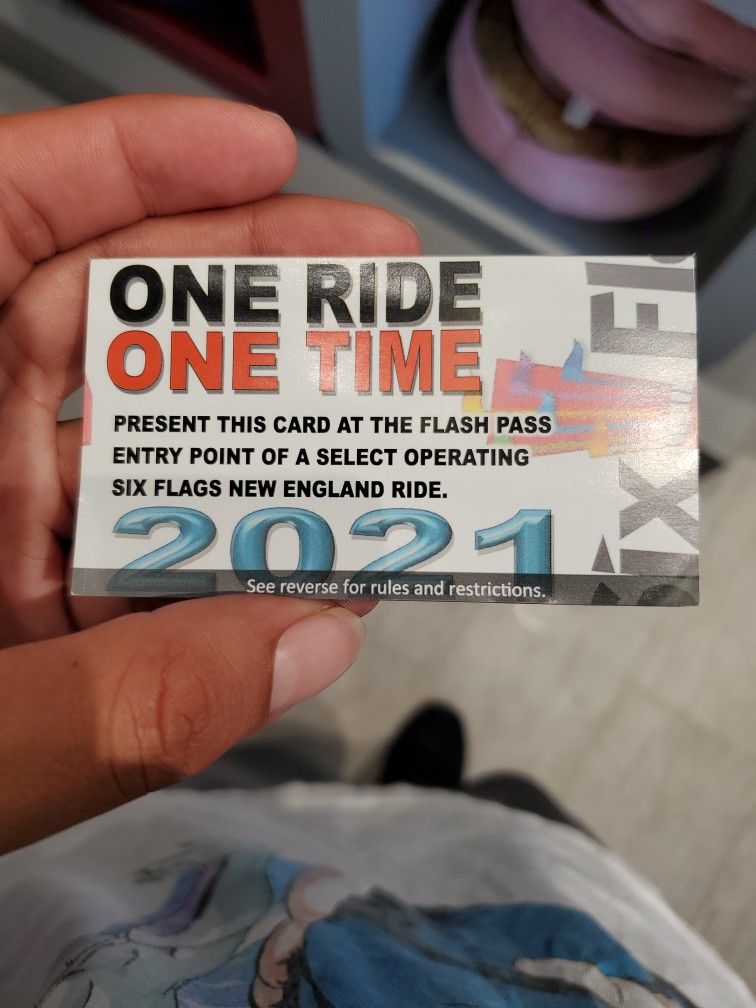 ONE RIDE
ONE TIME
PRESENT THIS CARD AT THE FLASH PASS
ENTRY POINT OF A SELECT OPERATING
SIX FLAGS NEW ENGLAND RIDE.
2021
See reverse for rules and restrictions.